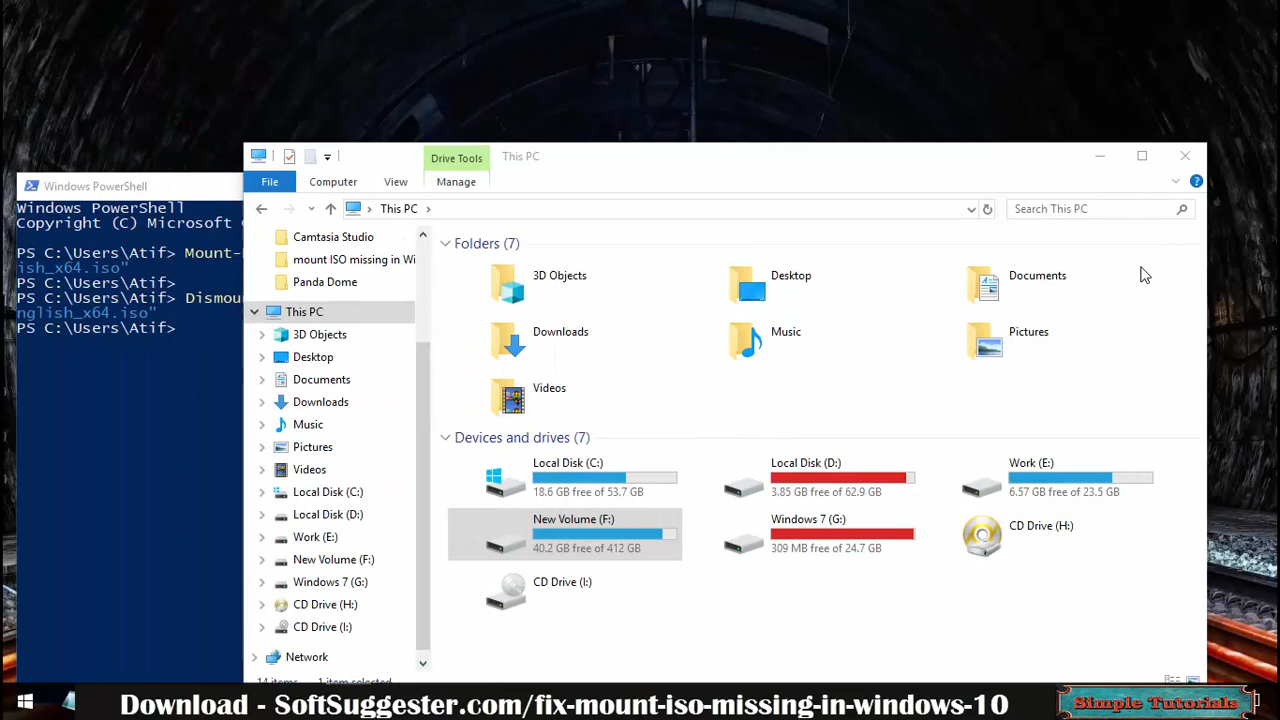 Windows PowerShell
Windows PowerShell
Copyright (C) Microsoft
PS C:\Users\Atif> Mount-
ish_x64.iso"
PS C:\Users\Atif>
PS C:\Users\Atif> Dismou
nglish_x64.iso"
PS C:\Users\Atif>
Drive Tools
This PC
File
Computer
View
Manage
This PC
Search This PC
Camtasia Studio
mount ISO missing in Wi
Panda Dome
This PC
3D Objects
Desktop
Documents
Downloads
Music
Pictures
Videos
Local Disk (C:)
Local Disk (D:)
Work (E:)
New Volume (F:)
Windows 7 (G:)
CD Drive (H:)
CD Drive (I:)
Network
Folders (7)
3D Objects
Desktop
Documents
Downloads
Music
Pictures
Videos
Devices and drives (7)
Local Disk (C:)
18.6 GB free of 53.7 GB
Local Disk (D:)
3.85 GB free of 62.9 GB
Work (E:)
6.57 GB free of 23.5 GB
New Volume (F:)
40.2 GB free of 412 GB
Windows 7 (G:)
309 MB free of 24.7 GB
CD Drive (H:)
CD Drive (I:)
14 items
1 item selected
Download - SoftSuggester.com/fix-mount-iso-missing-in-windows-10
Simple Tutorials